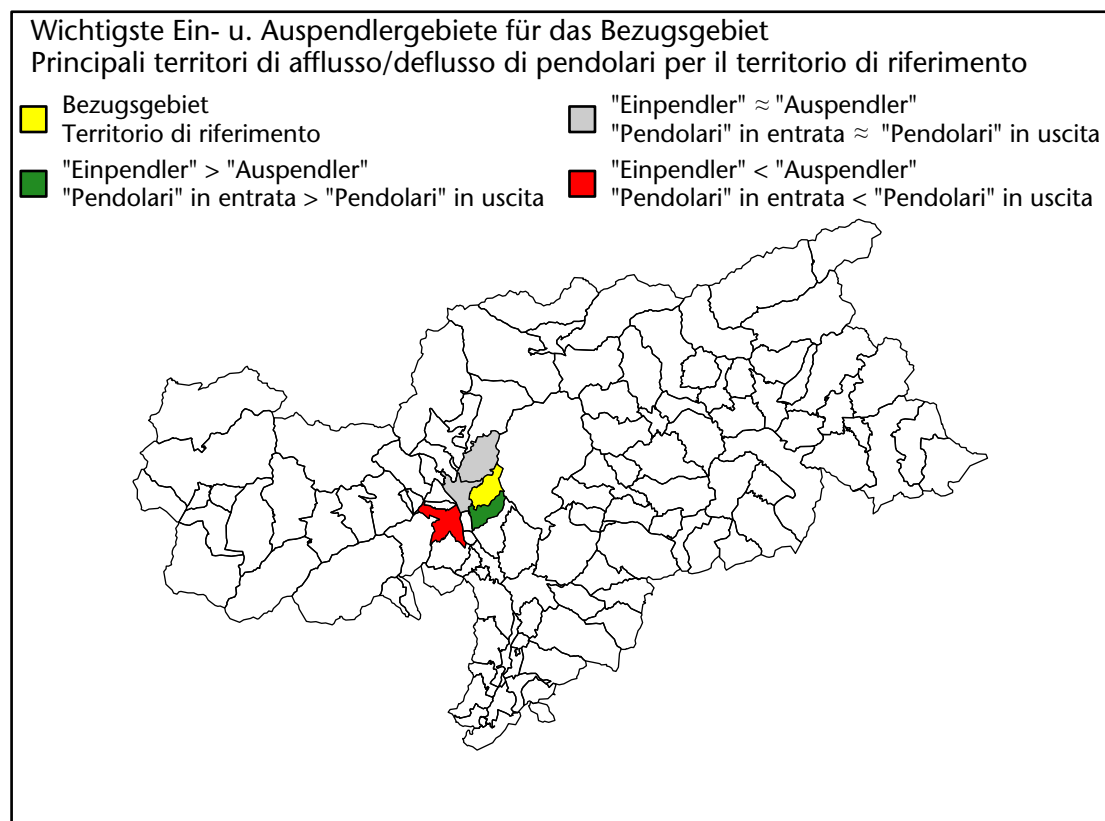 Wichtigste Ein- u. Auspendlergebiete für das Bezugsgebiet
Principali territori di afflusso/deflusso di pendolari per il territorio di riferimento
Bezugsgebiet
Territorio di riferimento
"Einpendler" > "Auspendler"
"Pendolari" in entrata > "Pendolari" in uscita
"Einpendler" ≈ "Auspendler"
"Pendolari" in entrata ≈ "Pendolari" in uscita
"Einpendler" < "Auspendler"
"Pendolari" in entrata < "Pendolari" in uscita